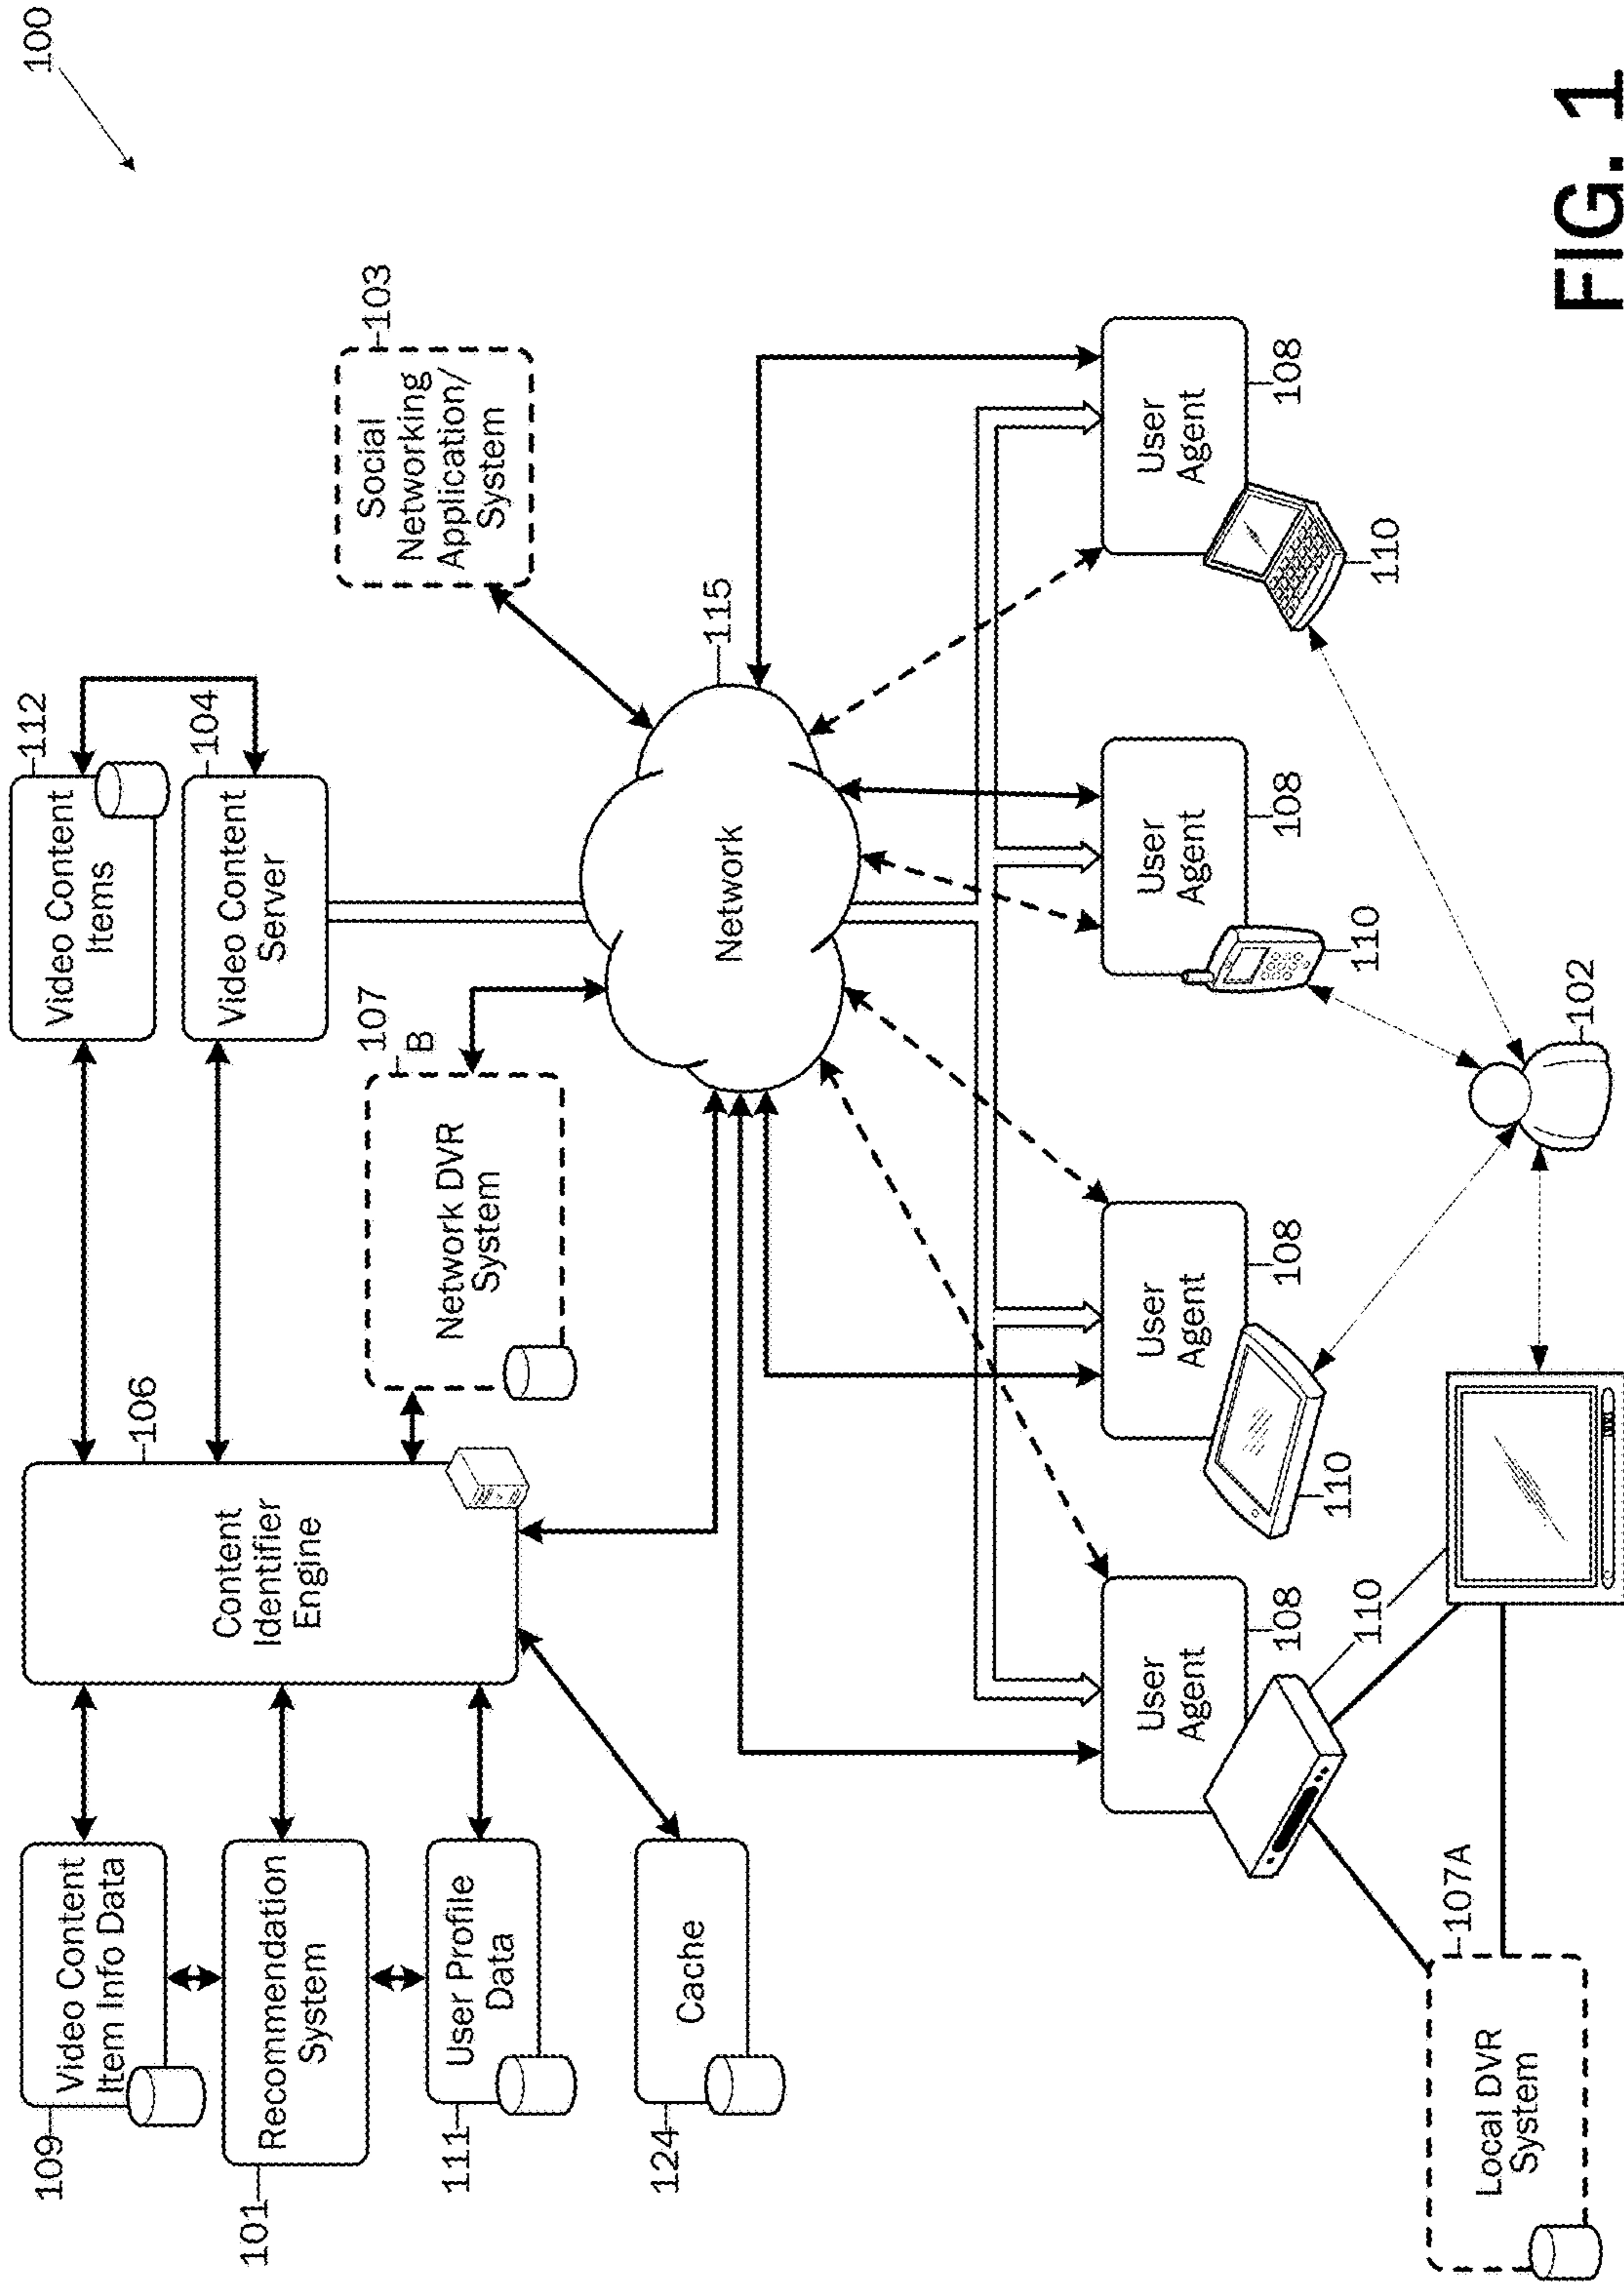 100
109
Video Content
Item Info Data
101
Recommendation
System
111
User Profile
Data
124
Cache
106
Content
Identifier
Engine
112
Video Content
Items
104
Video Content
Server
107
B
Network DVR
System
103
Social
Networking
Application/
System
115
Network
User
Agent
108
110
User
Agent
108
110
User
Agent
108
110
User
Agent
108
110
107A
Local DVR
System
102
FIG. 1